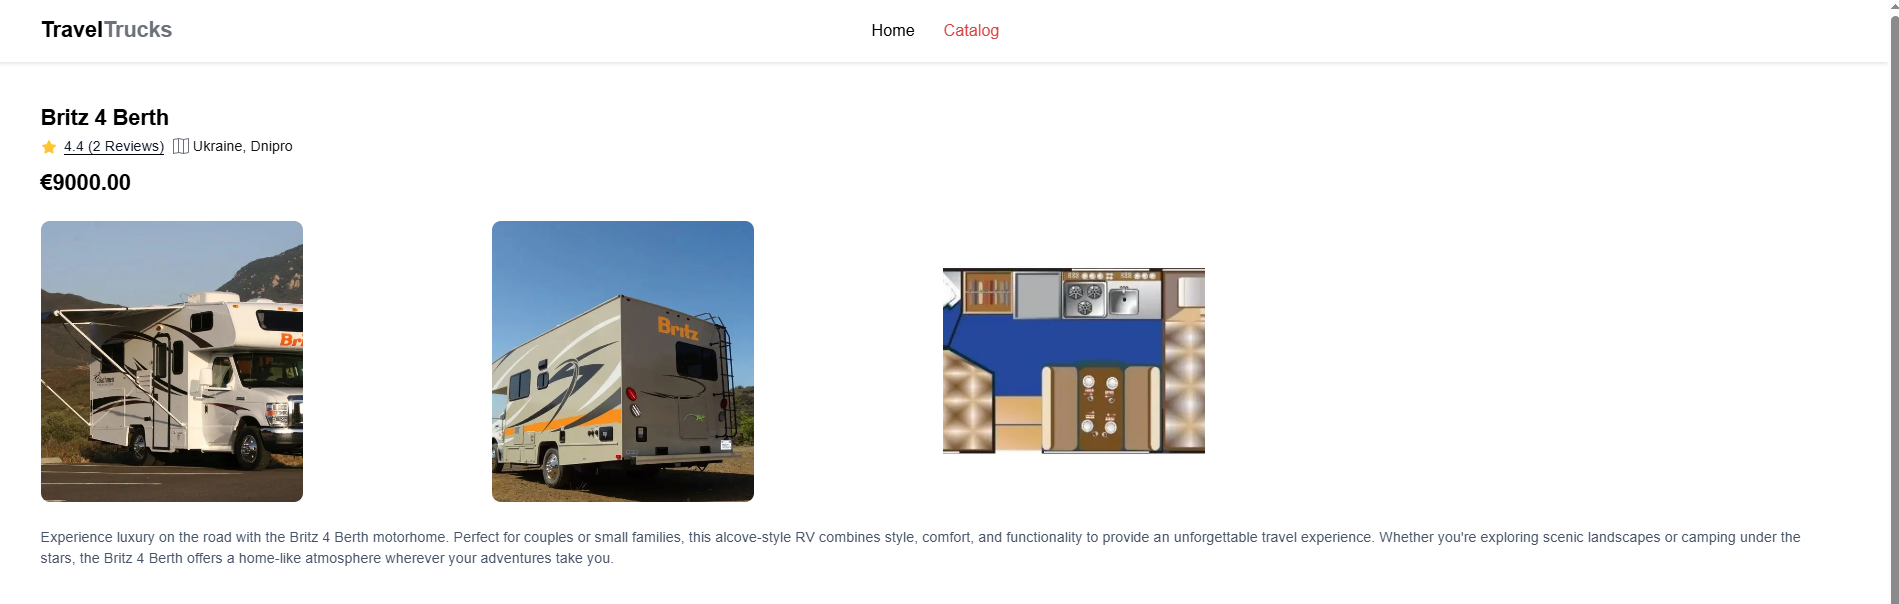 TravelTrucks
Home Catalog
Britz 4 Berth
4.4 (2 Reviews) Ukraine, Dnipro
€9000.00
Bri
Britz
Experience luxury on the road with the Britz 4 Berth motorhome. Perfect for couples or small families, this alcove-style RV combines style, comfort, and functionality to provide an unforgettable travel experience. Whether you're exploring scenic landscapes or camping under the
stars, the Britz 4 Berth offers a home-like atmosphere wherever your adventures take you.